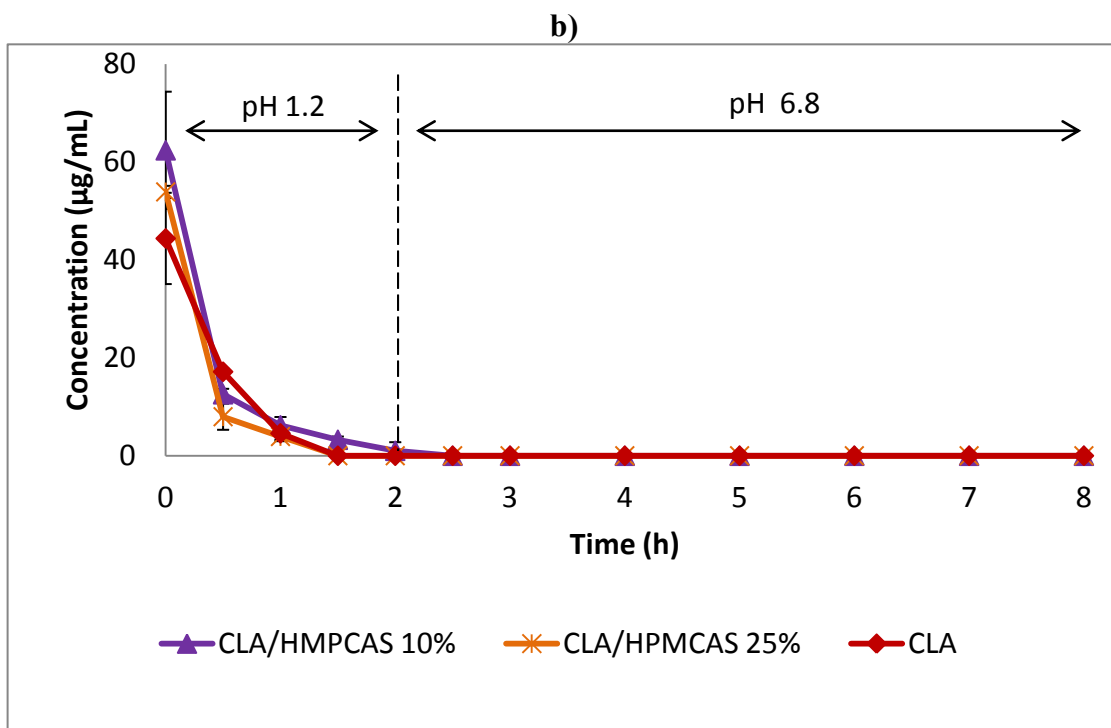 b)
80
60
40
20
0
Concentration (µg/mL)
pH 1.2
pH 6.8
0 1 2 3 4 5 6 7 8
Time (h)
CLA/HMPCAS 10% CLA/HPMCAS 25% CLA